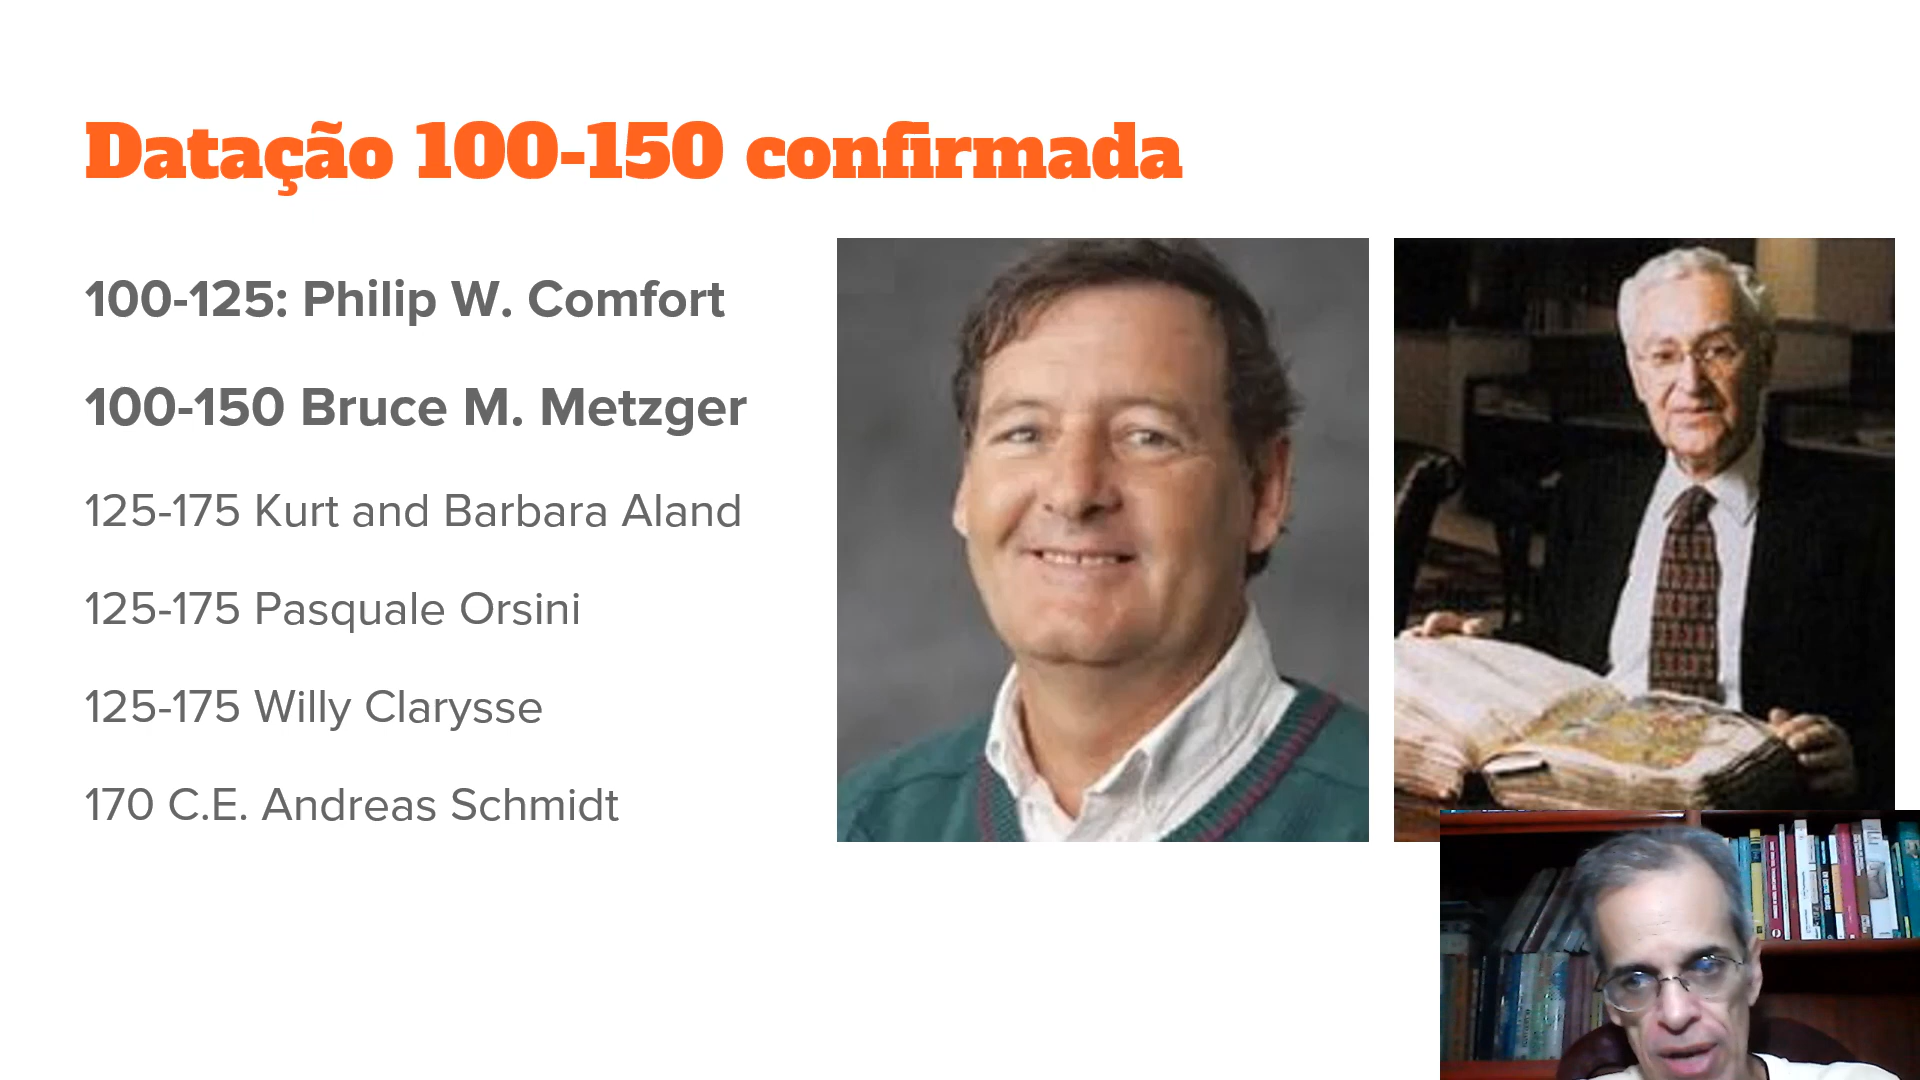 Datação 100-150 confirmada
100-125: Philip W. Comfort
100-150 Bruce M. Metzger
125-175 Kurt and Barbara Aland
125-175 Pasquale Orsini
125-175 Willy Clarysse
170 C.E. Andreas Schmidt